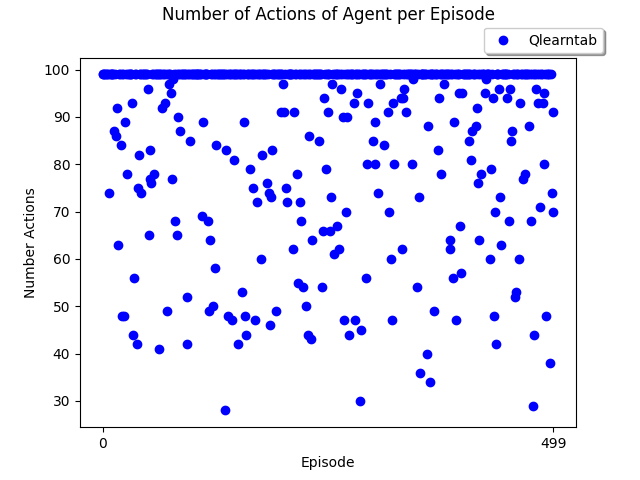 Number of Actions of Agent per Episode
Qlearntab
100
90
80
70
60
50
40
30
Number Actions
0 499
Episode